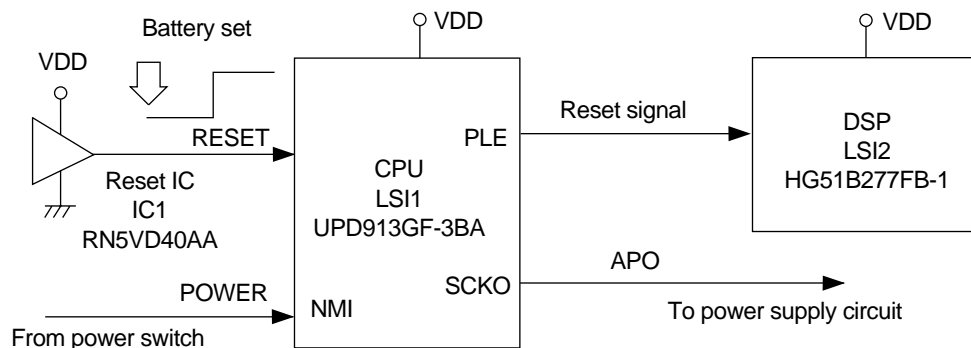 Battery set
VDD
VDD
VDD
RESET
Reset IC
IC1
RN5VD40AA
PLE
CPU
LSI1
UPD913GF-3BA
Reset signal
DSP
LSI2
HG51B277FB-1
POWER
NMI
From power switch
SCKO
APO
To power supply circuit